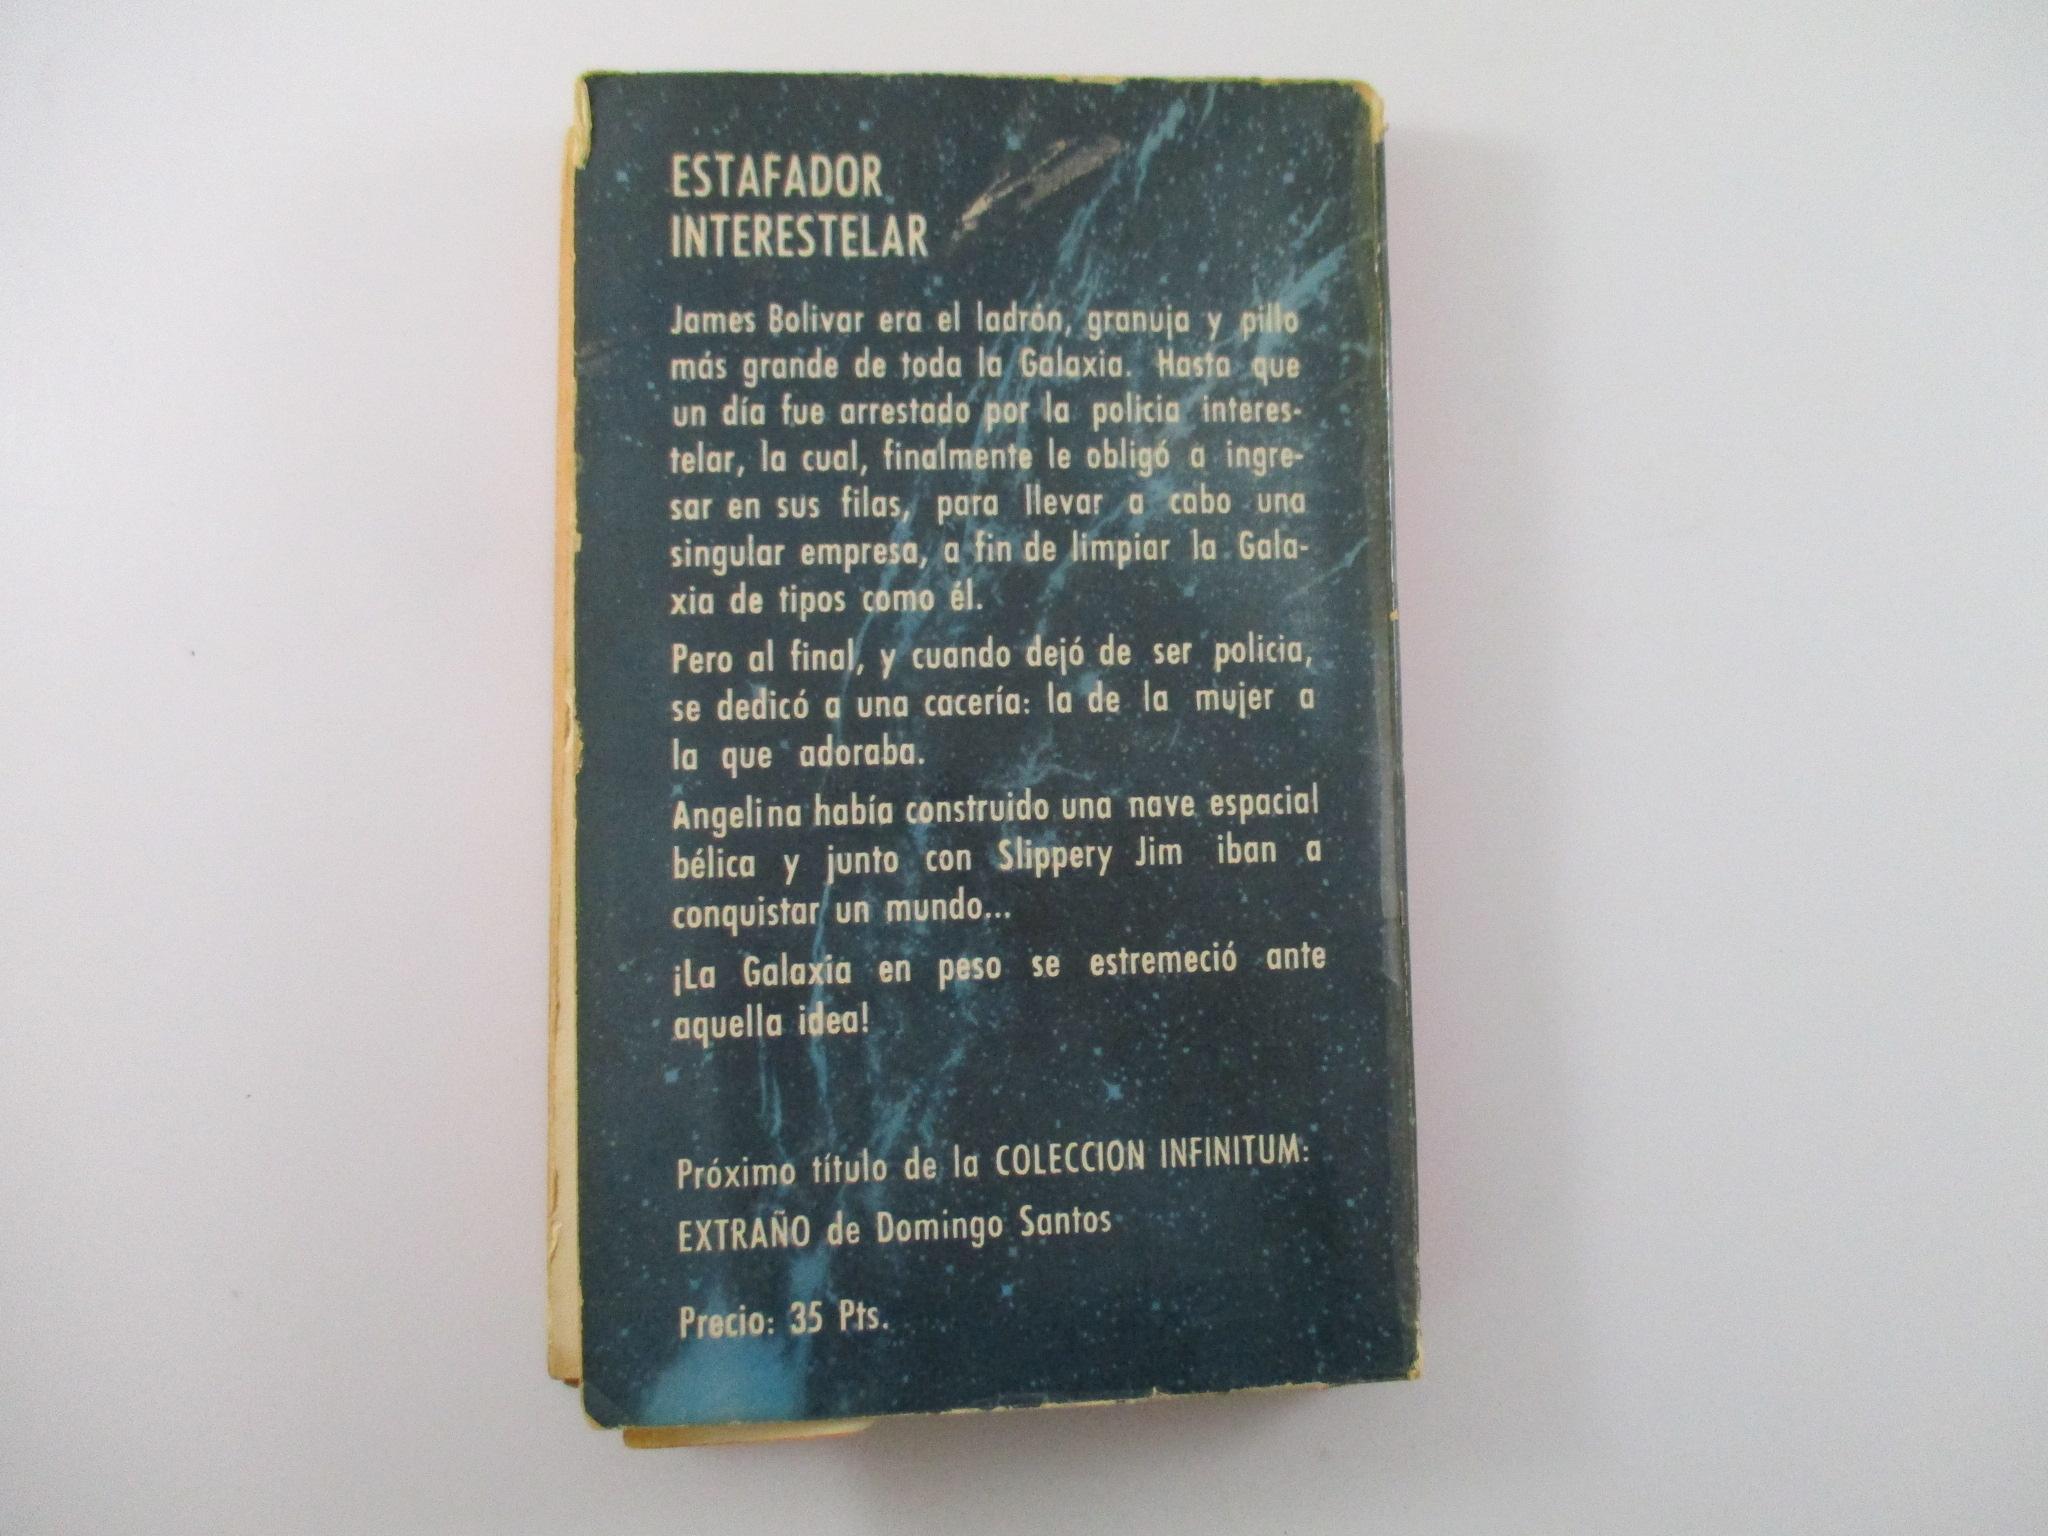 ESTAFADOR
INTERESTELAR
James Bolivar era el ladrón, granuja y pillo
más grande de toda la Galaxia. Hasta que
un día fue arrestado por la policia interes-
telar, la cual, finalmente le obligó a ingre-
sar en sus filas, para llevar a cabo una
singular empresa, a fin de limpiar la Gala-
xia de tipos como él.
Pero al final, y cuando dejó de ser policia,
se dedicó a una cacería: la de la mujer a
la que adoraba.
Angelina había construido una nave espacial
bélica y junto con Slippery Jim iban a
conquistar un mundo...
¡La Galaxia en peso se estremeció ante
aquella idea!
Próximo título de la COLECCION INFINITUM:
EXTRAÑO de Domingo Santos
Precio: 35 Pts.